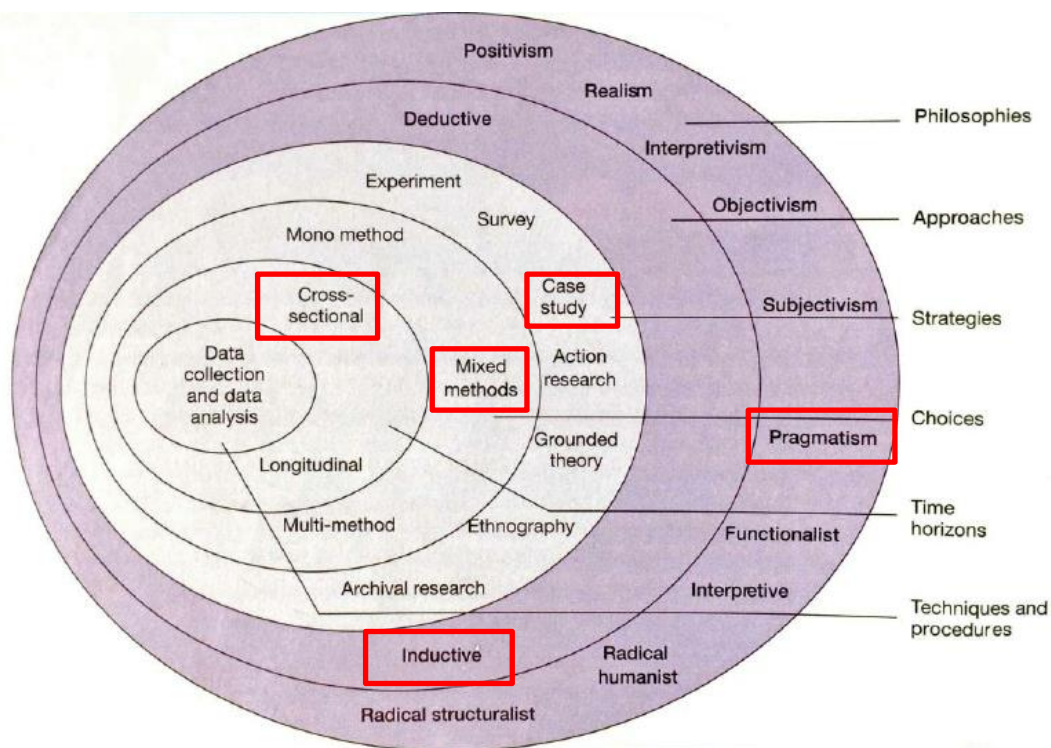 Positivism
Realism
Philosophies
Deductive
Interpretivism
Experiment
Objectivism
Approaches
Survey
Mono method
Cross-
sectional
Case
study
Subjectivism
Strategies
Data
collection
and data
analysis
Mixed
methods
Action
research
Choices
Pragmatism
Grounded
theory
Longitudinal
Time
horizons
Multi-method
Ethnography
Functionalist
Archival research
Interpretive
Techniques and
procedures
Inductive
Radical
humanist
Radical structuralist